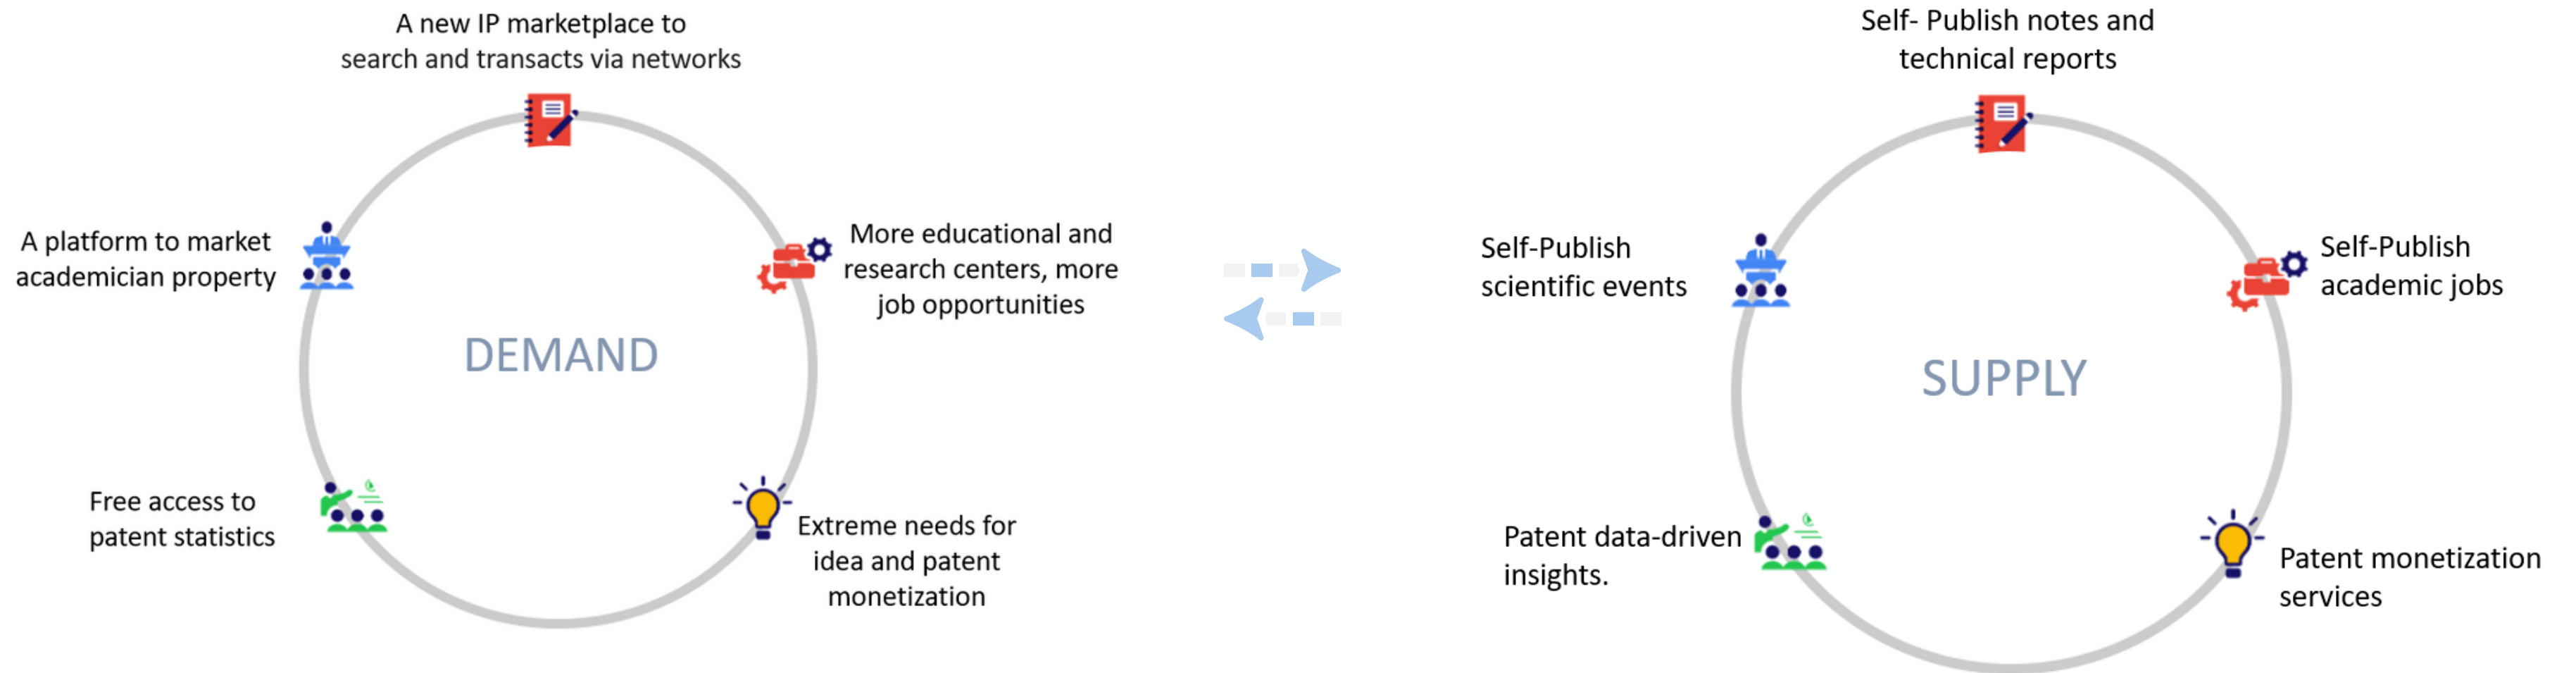 A new IP marketplace to
search and transacts via networks
A platform to market
academician property
More educational and
research centers, more
job opportunities
DEMAND
Free access to
patent statistics
Extreme needs for
idea and patent
monetization
Self- Publish notes and
technical reports
Self-Publish
scientific events
Self-Publish
academic jobs
SUPPLY
Patent data-driven
insights.
Patent monetization
services